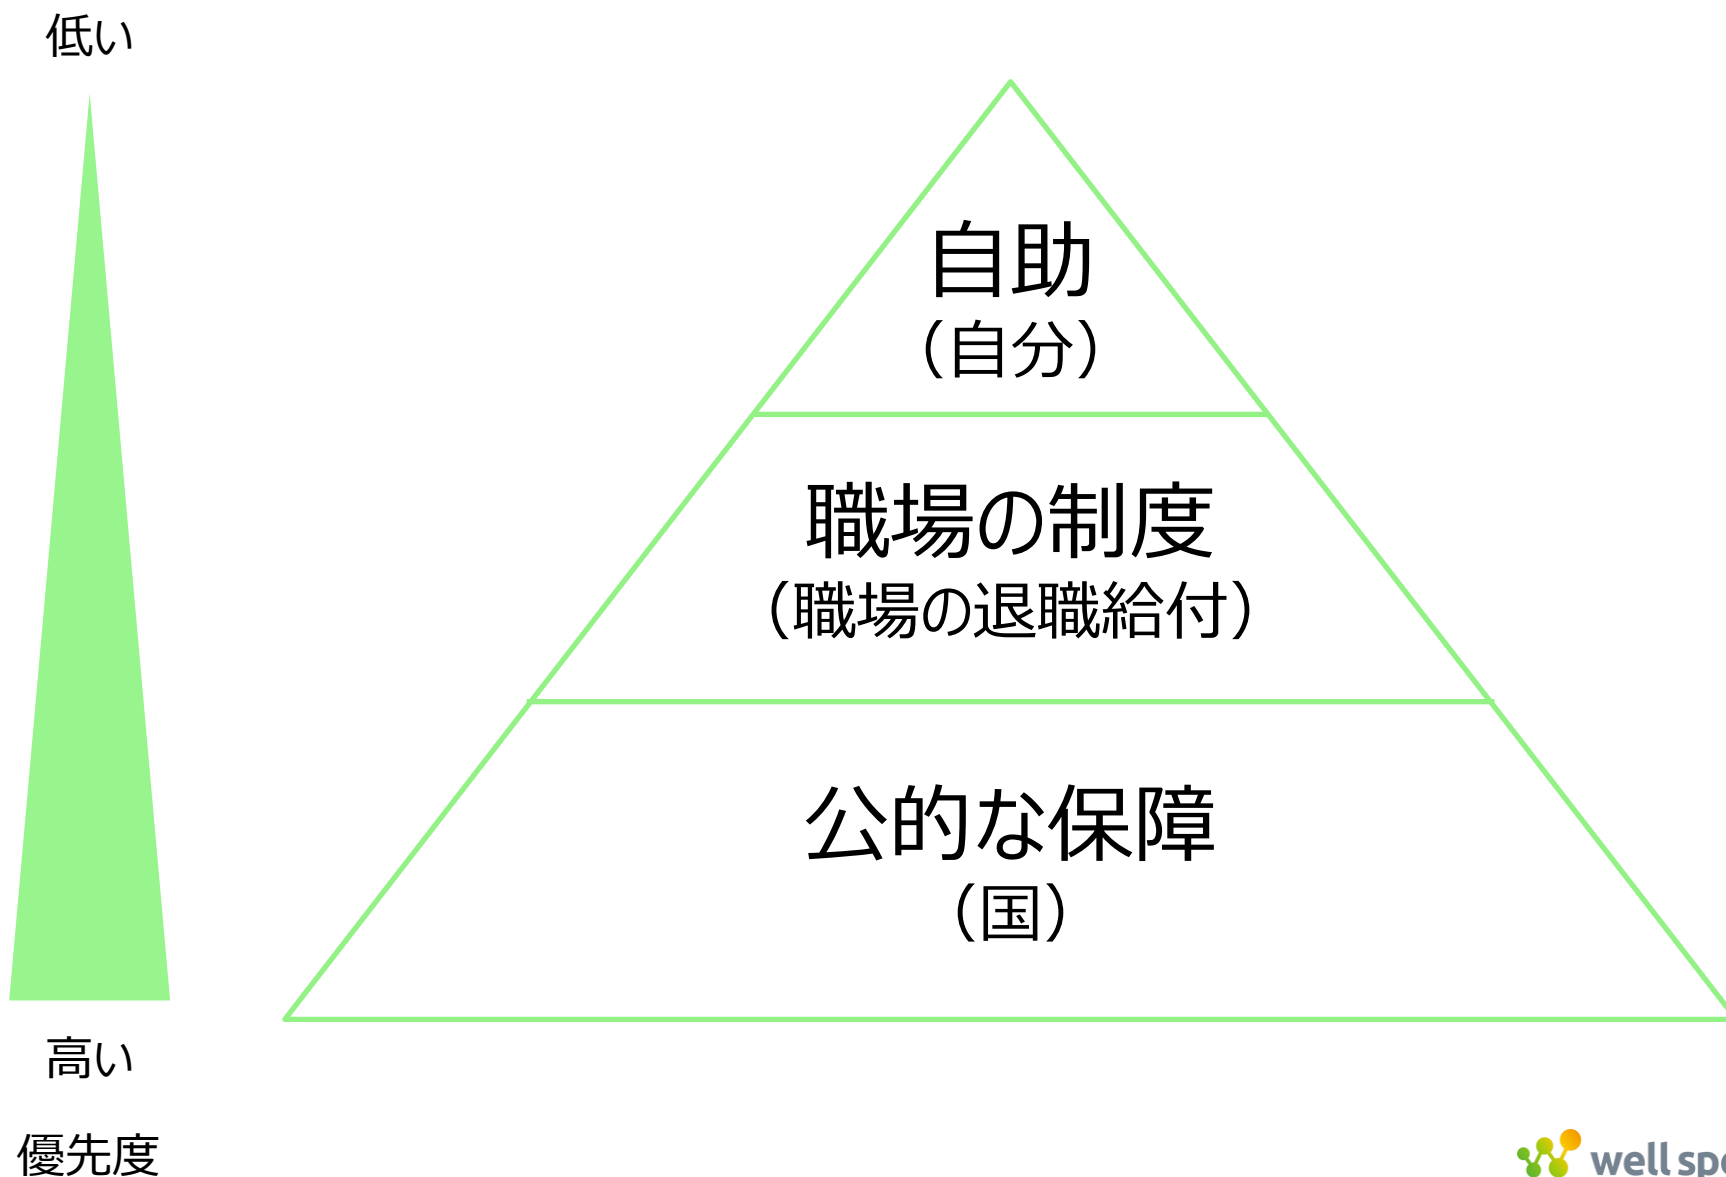 低い
自助
（自分）
職場の制度
（職場の退職給付）
公的な保障
（国）
高い
優先度
well